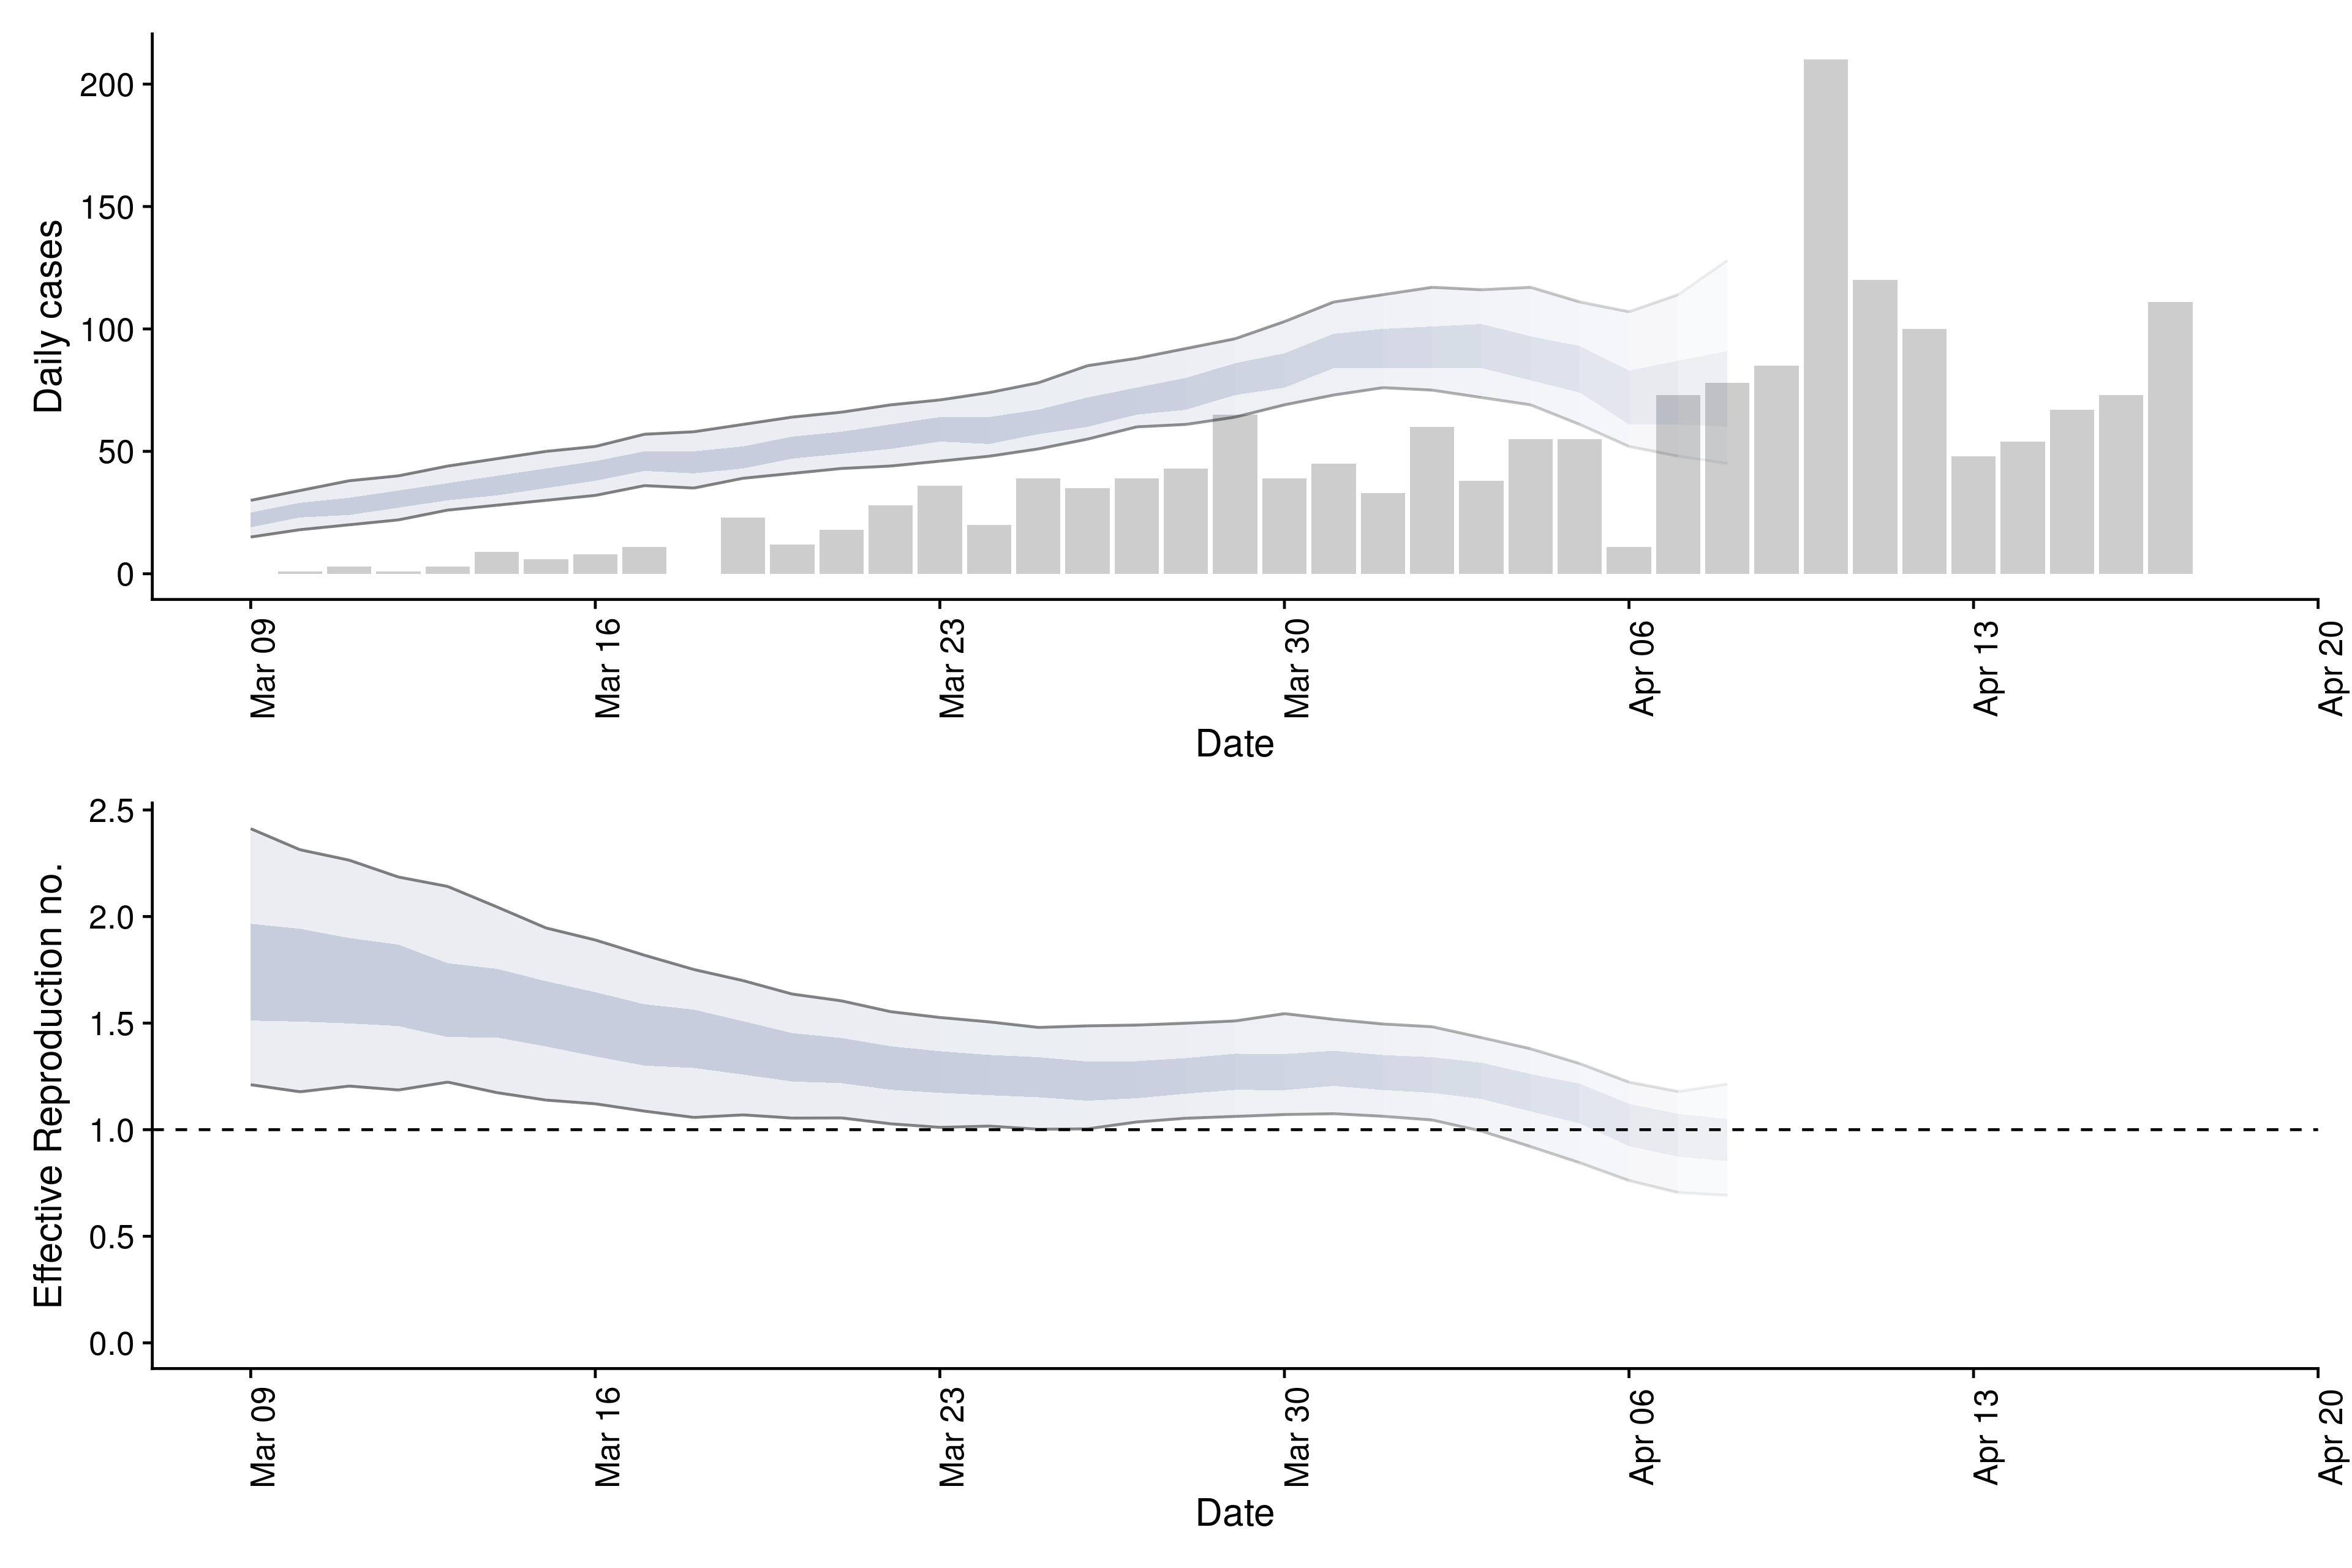 Daily cases
200
150
100
50
0
Mar 09
Mar 16
Mar 23
Mar 30
Apr 06
Apr 13
Apr 20
Date
Effective Reproduction no.
2.5
2.0
1.5
1.0
0.5
0.0
Mar 09
Mar 16
Mar 23
Mar 30
Apr 06
Apr 13
Apr 20
Date